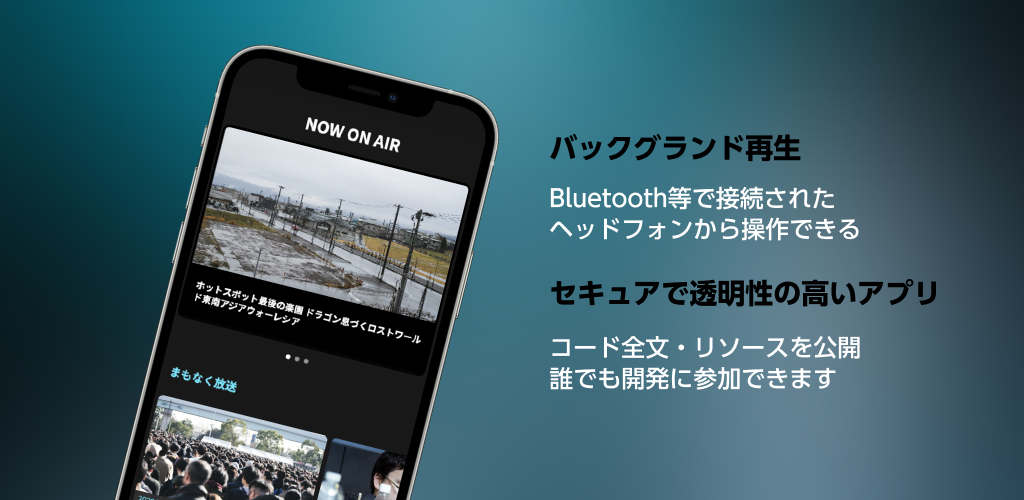 NOW ON AIR
ホットスポット最後の楽園 ドラゴン息づくロストワール
ド東南アジアウォーレシア
まもなく放送
バックグランド再生
Bluetooth等で接続された
ヘッドフォンから操作できる
セキュアで透明性の高いアプリ
コード全文・リソースを公開
誰でも開発に参加できます